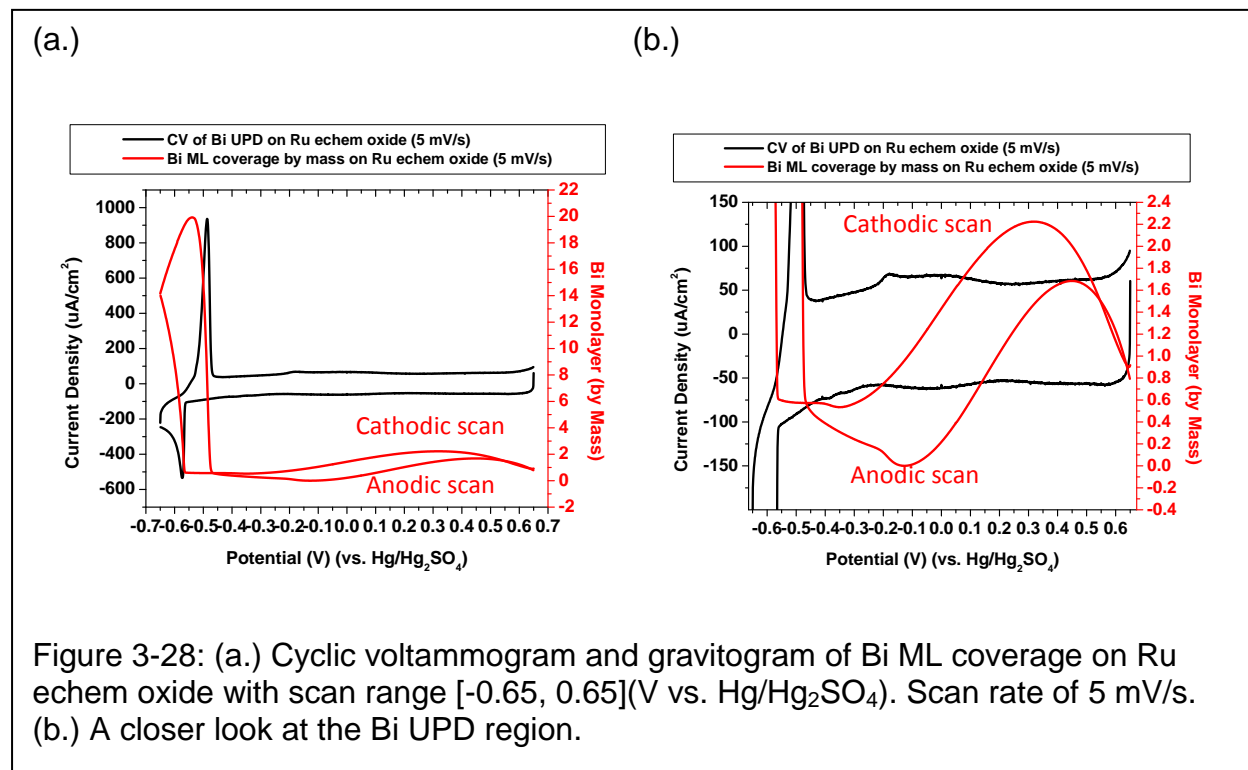 (a.)
(b.)
CV of Bi UPD on Ru echem oxide (5 mV/s)
Bi ML coverage by mass on Ru echem oxide (5 mV/s)
1000
800
600
400
200
0
-200
-400
-600
Current Density (uA/cm²)
22
20
18
16
14
12
10
8
6
4
2
0
-2
Bi Monolayer (by Mass)
Cathodic scan
Anodic scan
-0.7 -0.6 -0.5 -0.4 -0.3 -0.2 -0.1 0.0 0.1 0.2 0.3 0.4 0.5 0.6 0.7
Potential (V) (vs. Hg/Hg₂SO₄)
CV of Bi UPD on Ru echem oxide (5 mV/s)
Bi ML coverage by mass on Ru echem oxide (5 mV/s)
150
100
50
0
-50
-100
-150
Current Density (uA/cm²)
2.4
2.2
2.0
1.8
1.6
1.4
1.2
1.0
0.8
0.6
0.4
0.2
0.0
-0.2
-0.4
Bi Monolayer (by Mass)
Cathodic scan
Anodic scan
-0.6 -0.5 -0.4 -0.3 -0.2 -0.1 0.0 0.1 0.2 0.3 0.4 0.5 0.6
Potential (V) (vs. Hg/Hg₂SO₄)
Figure 3-28: (a.) Cyclic voltammogram and gravitogram of Bi ML coverage on Ru
echem oxide with scan range [-0.65, 0.65](V vs. Hg/Hg₂SO₄). Scan rate of 5 mV/s.
(b.) A closer look at the Bi UPD region.